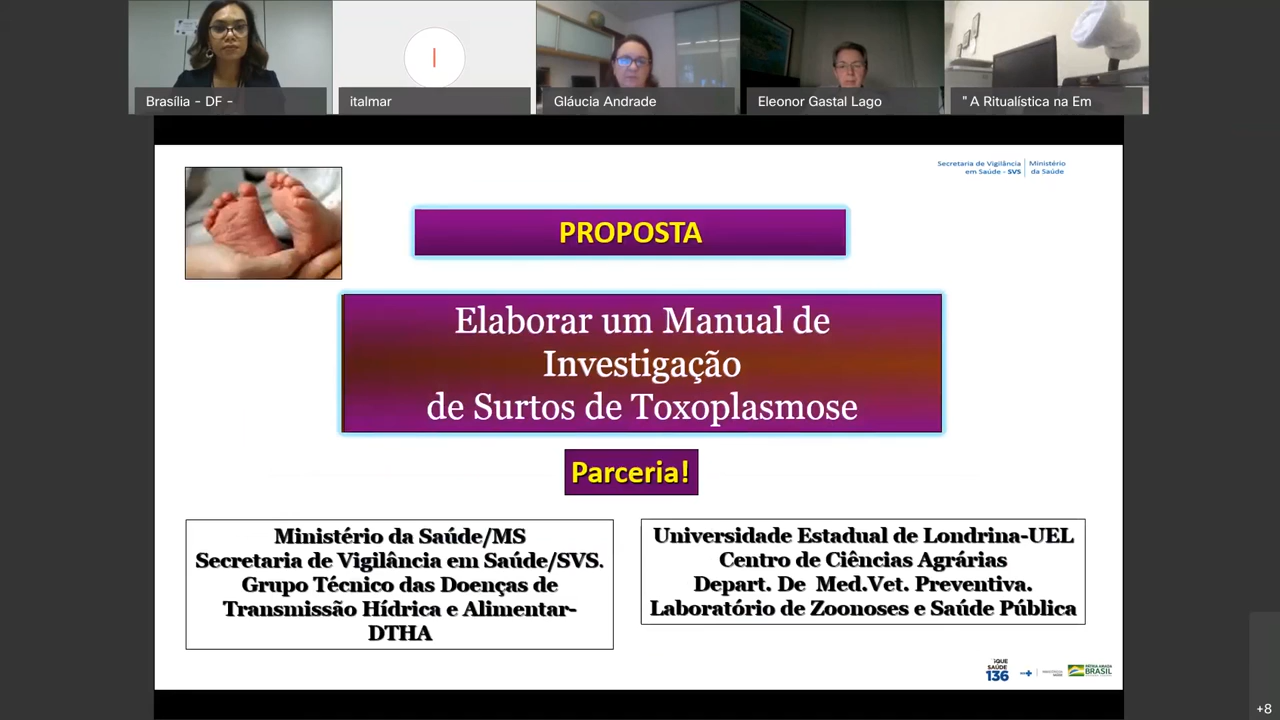 Brasília - DF -
italmar
Gláucia Andrade
Eleonor Gastal Lago
" A Ritualística na Em
I
Secretaria de Vigilância
em Saúde - SVS
Ministério
da Saúde
PROPOSTA
Elaborar um Manual de
Investigação
de Surtos de Toxoplasmose
Parceria!
Ministério da Saúde/MS
Secretaria de Vigilância em Saúde/SVS.
Grupo Técnico das Doenças de
Transmissão Hídrica e Alimentar-
DTHA
Universidade Estadual de Londrina-UEL
Centro de Ciências Agrárias
Depart. De Med.Vet. Preventiva.
Laboratório de Zoonoses e Saúde Pública
SAÚDE
136
BRASIL
+8